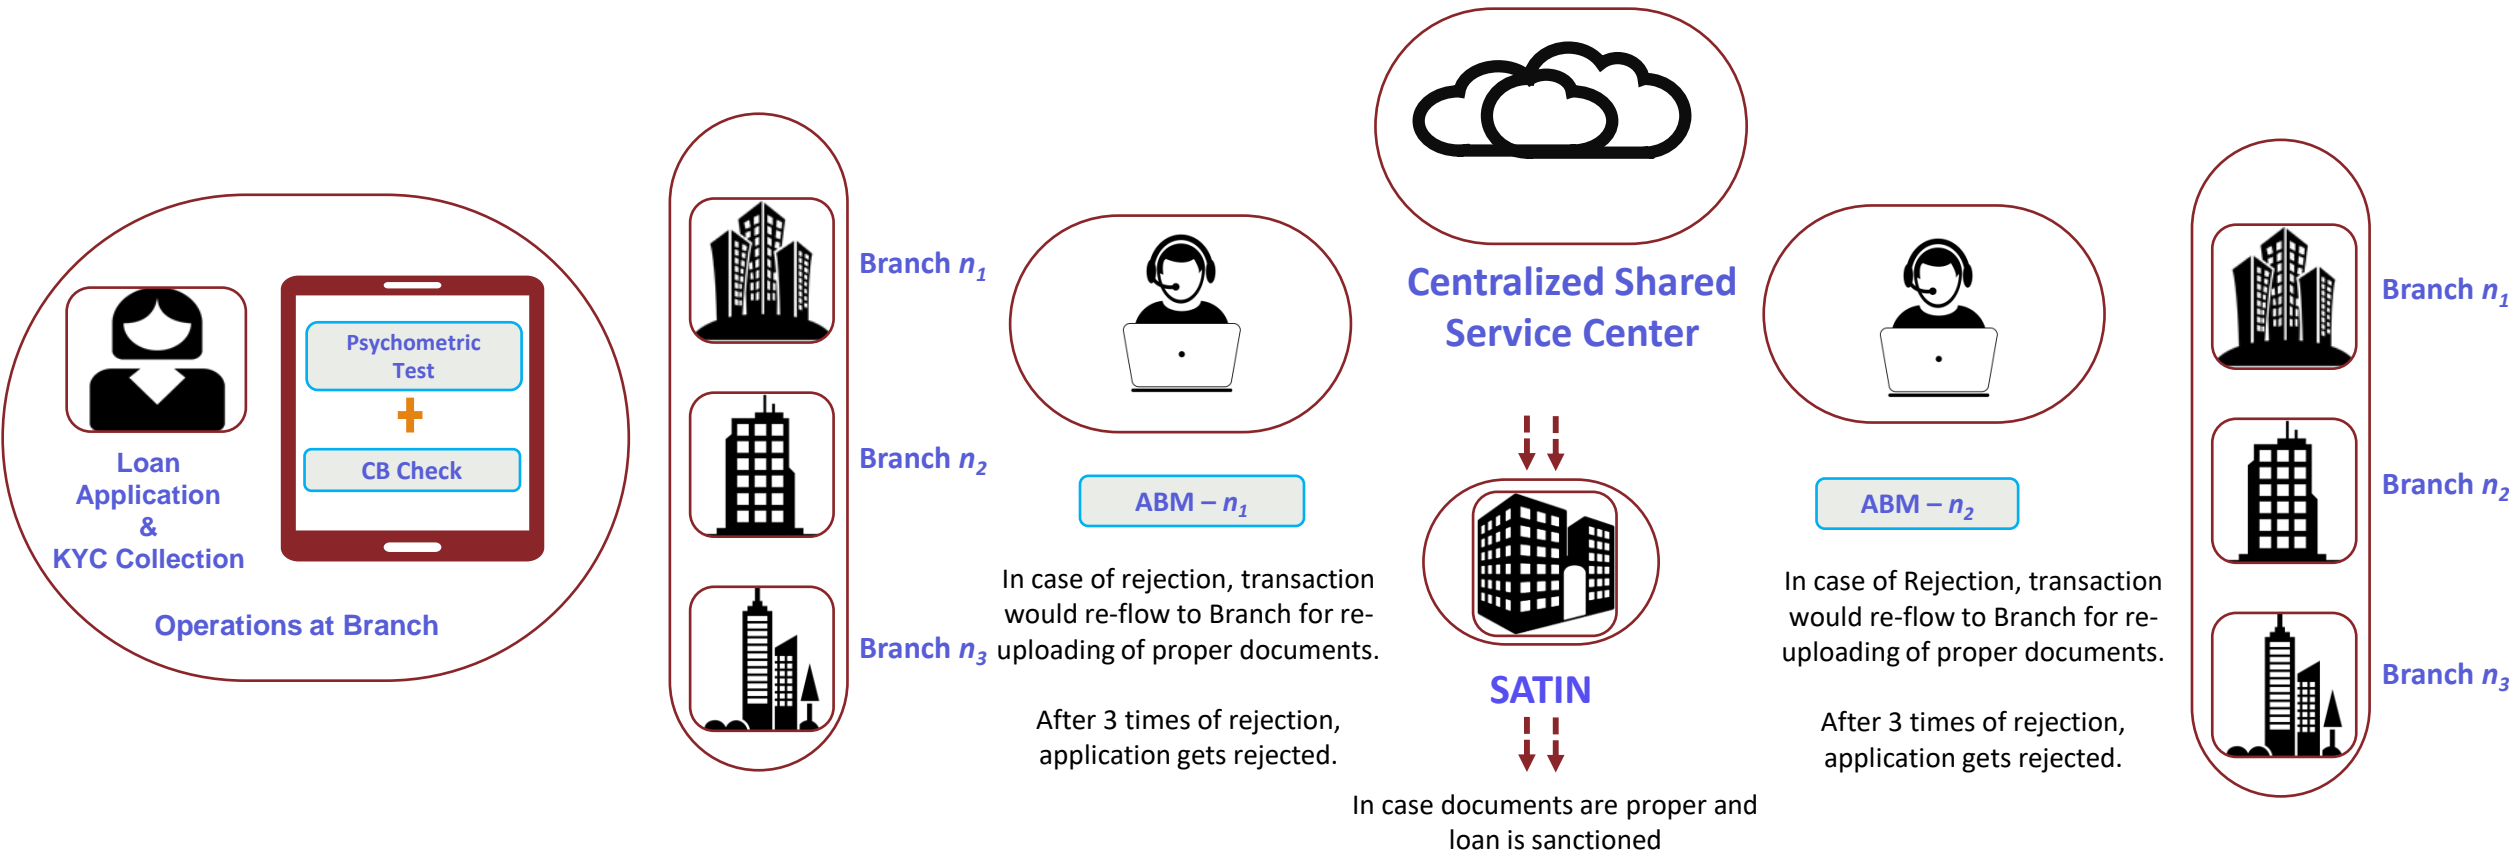 Loan
Application
&
KYC Collection
Psychometric
Test
CB Check
Operations at Branch
Branch n1
Branch n2
Branch n3
ABM – n1
In case of rejection, transaction
would re-flow to Branch for re-
uploading of proper documents.
After 3 times of rejection,
application gets rejected.
Centralized Shared
Service Center
SATIN
In case documents are proper and
loan is sanctioned
ABM – n2
In case of Rejection, transaction
would re-flow to Branch for re-
uploading of proper documents.
After 3 times of rejection,
application gets rejected.
Branch n1
Branch n2
Branch n3